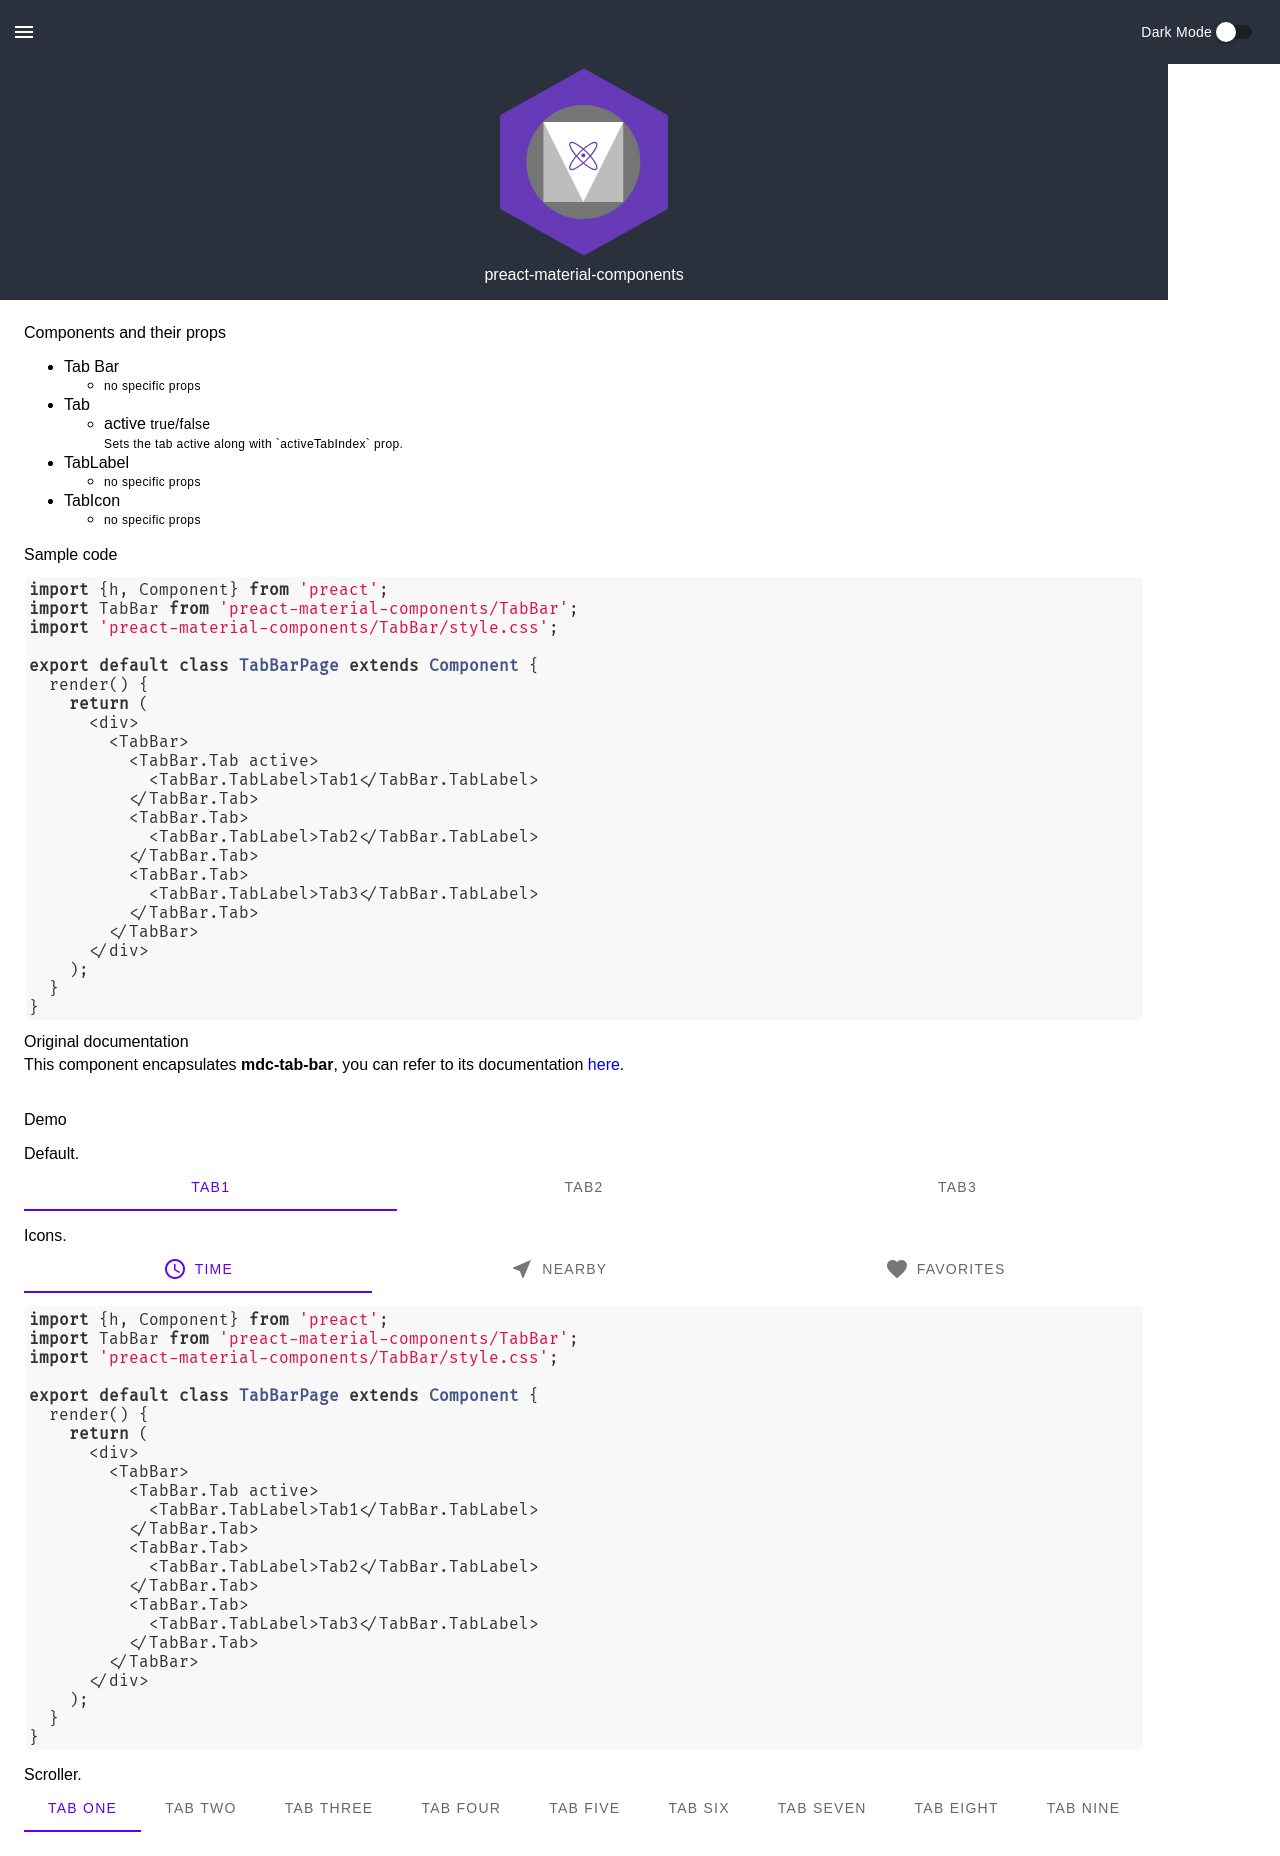 Dark Mode
preact-material-components
Components and their props
Tab Bar
no specific props
Tab
active true/false
Sets the tab active along with `activeTabIndex` prop.
TabLabel
no specific props
TabIcon
no specific props
Sample code
import {h, Component} from 'preact';
import TabBar from 'preact-material-components/TabBar';
import 'preact-material-components/TabBar/style.css';
export default class TabBarPage extends Component {
  render() {
    return (
      <div>
        <TabBar>
          <TabBar.Tab active>
            <TabBar.TabLabel>Tab1</TabBar.TabLabel>
          </TabBar.Tab>
          <TabBar.Tab>
            <TabBar.TabLabel>Tab2</TabBar.TabLabel>
          </TabBar.Tab>
          <TabBar.Tab>
            <TabBar.TabLabel>Tab3</TabBar.TabLabel>
          </TabBar.Tab>
        </TabBar>
      </div>
    );
  }
}
Original documentation
This component encapsulates mdc-tab-bar, you can refer to its documentation here.
Demo
Default.
TAB1 TAB2 TAB3
Icons.
TIME NEARBY FAVORITES
import {h, Component} from 'preact';
import TabBar from 'preact-material-components/TabBar';
import 'preact-material-components/TabBar/style.css';
export default class TabBarPage extends Component {
  render() {
    return (
      <div>
        <TabBar>
          <TabBar.Tab active>
            <TabBar.TabLabel>Tab1</TabBar.TabLabel>
          </TabBar.Tab>
          <TabBar.Tab>
            <TabBar.TabLabel>Tab2</TabBar.TabLabel>
          </TabBar.Tab>
          <TabBar.Tab>
            <TabBar.TabLabel>Tab3</TabBar.TabLabel>
          </TabBar.Tab>
        </TabBar>
      </div>
    );
  }
}
Scroller.
TAB ONE TAB TWO TAB THREE TAB FOUR TAB FIVE TAB SIX TAB SEVEN TAB EIGHT TAB NINE